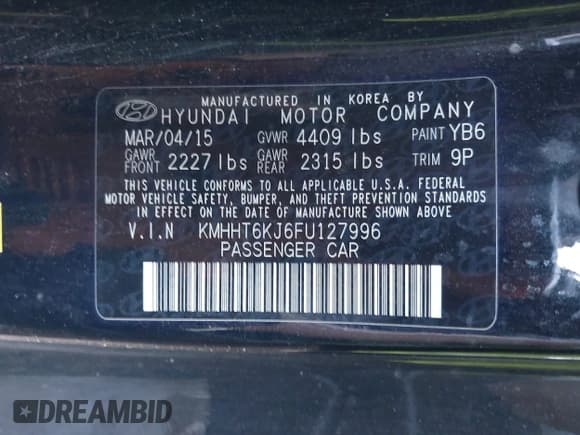 MANUFACTURED IN KOREA BY
HYUNDAI MOTOR COMPANY
MAR/04/15 GVWR 4409 lbs PAINT YB6
GAWR FRONT 2227 lbs GAWR REAR 2315 lbs TRIM 9P
THIS VEHICLE CONFORMS TO ALL APPLICABLE U.S.A. FEDERAL
MOTOR VEHICLE SAFETY, BUMPER, AND THEFT PREVENTION STANDARDS
IN EFFECT ON THE DATE OF MANUFACTURE SHOWN ABOVE.
V.I.N KMHHT6KJ6FU127996
PASSENGER CAR
DREAMBID